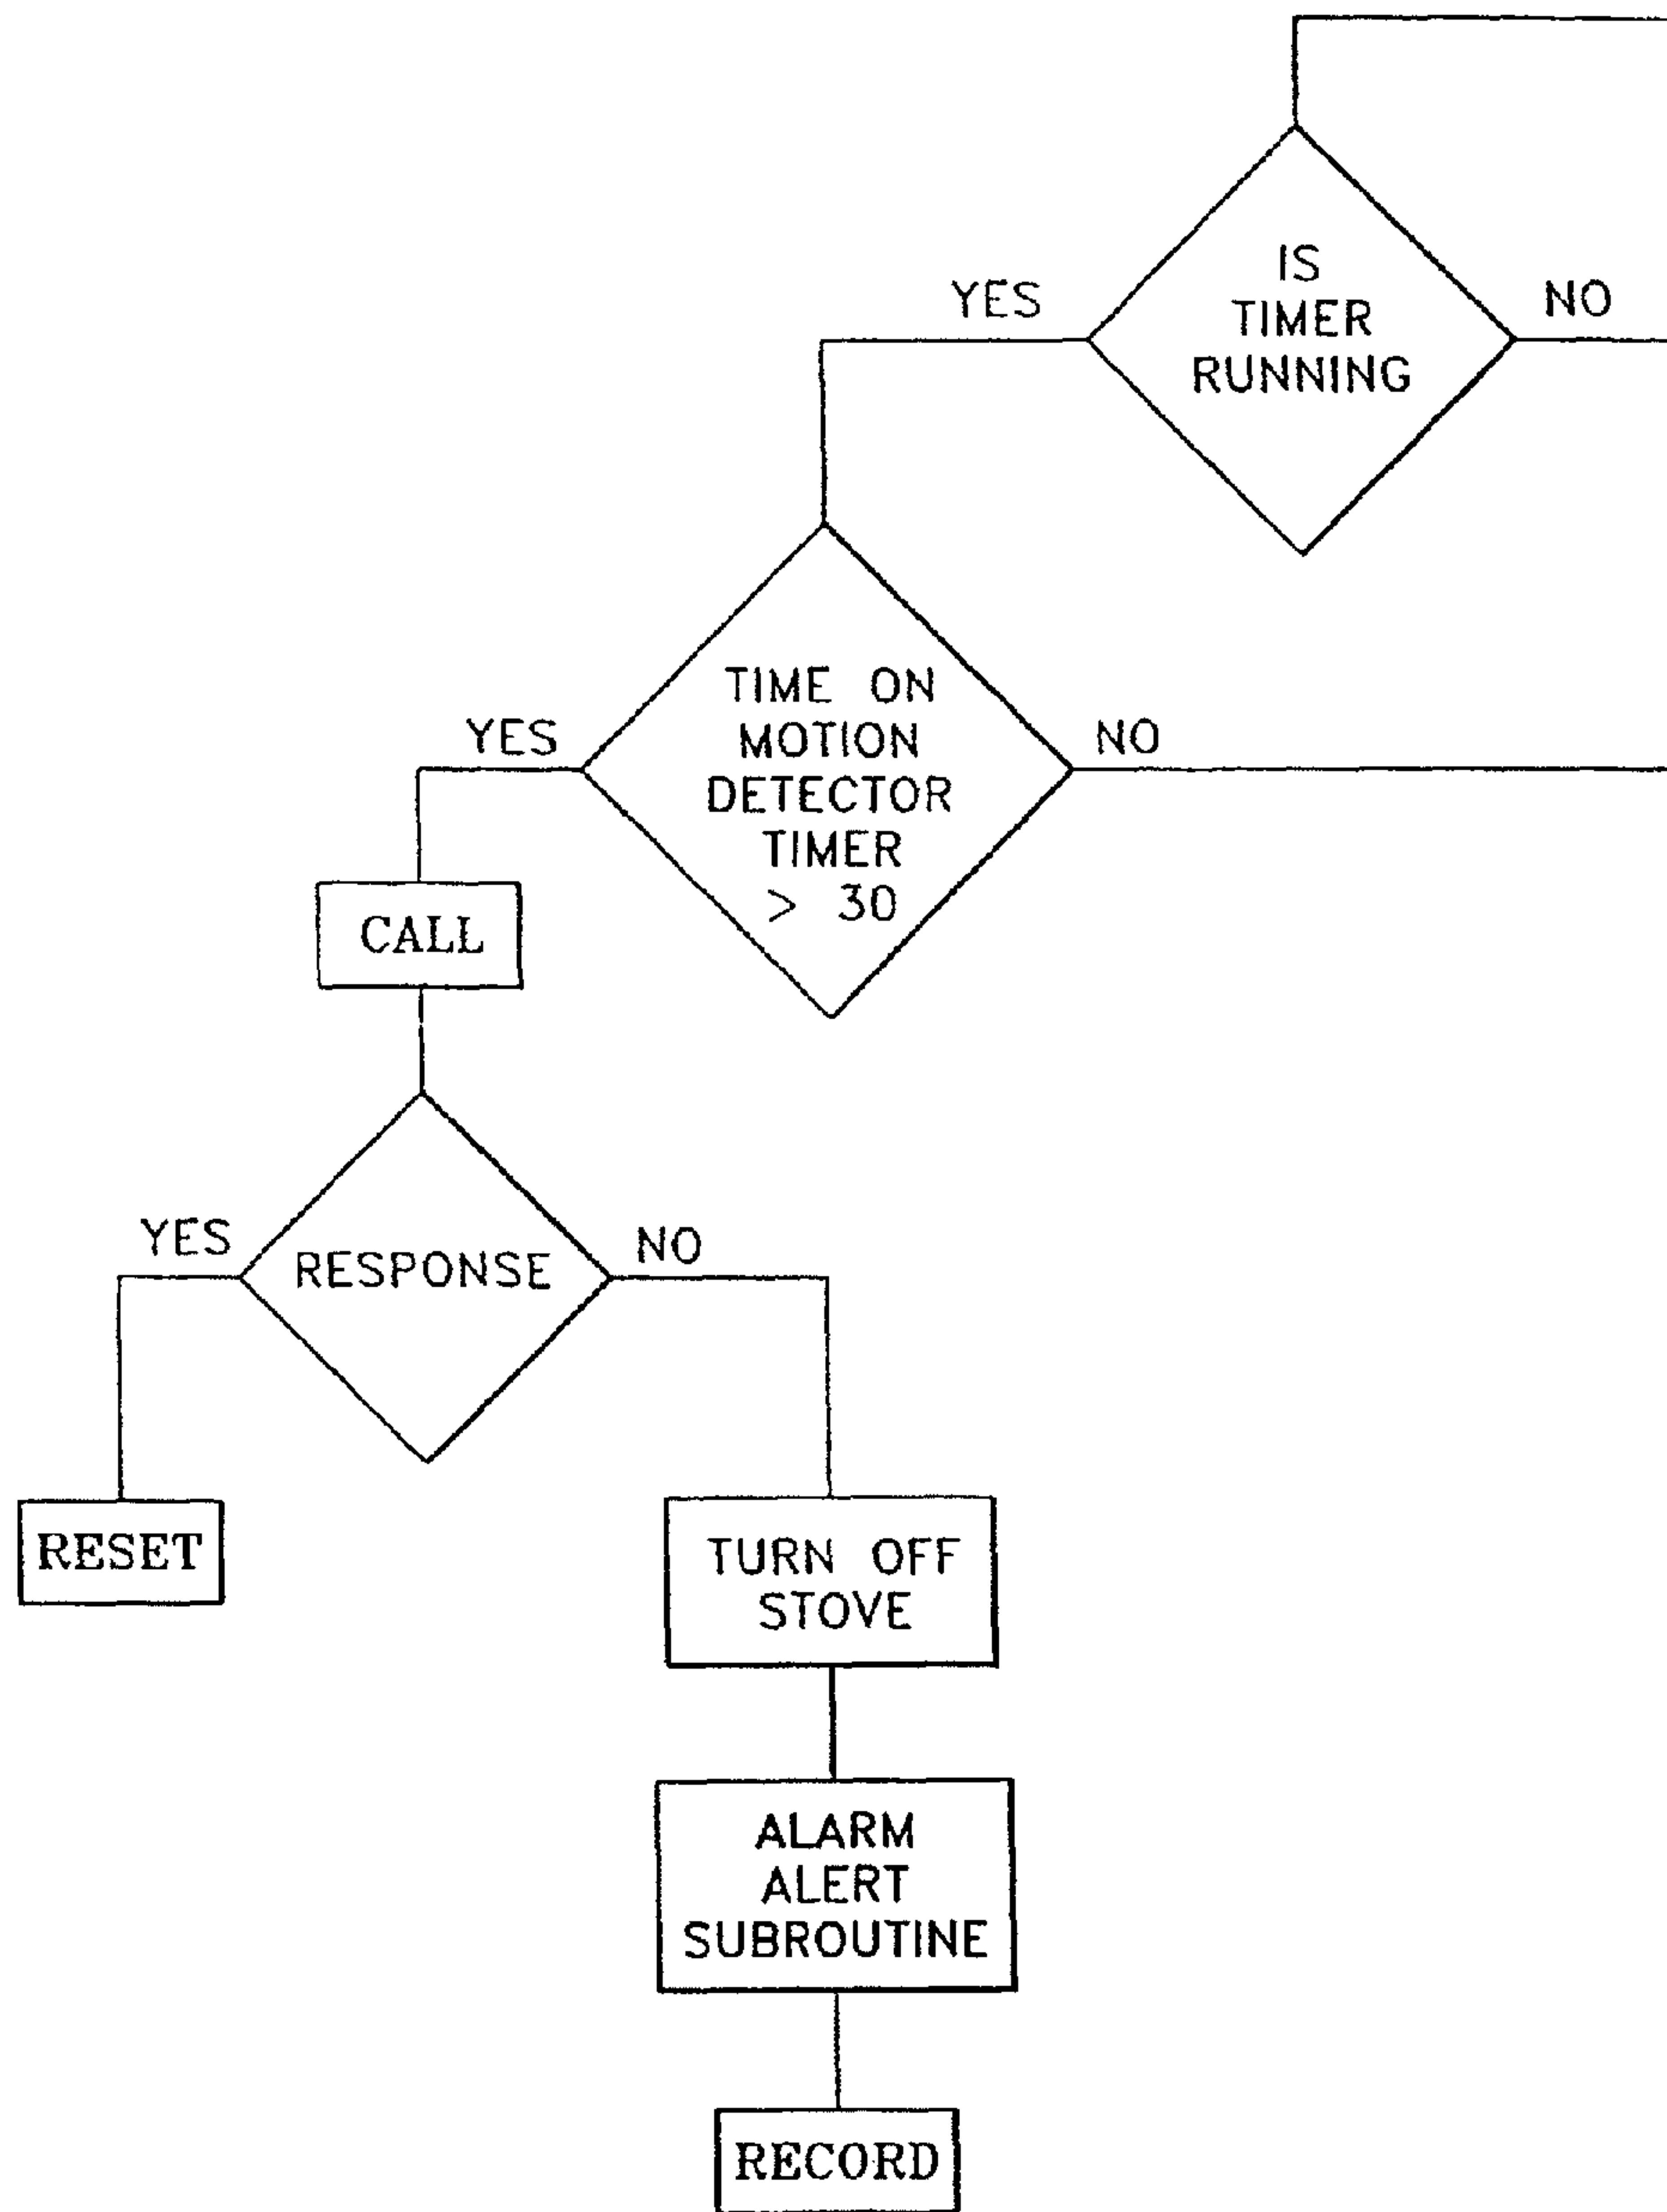 IS
TIMER
RUNNING
YES
NO
TIME ON
MOTION
DETECTOR
TIMER
> 30
YES
NO
CALL
RESPONSE
YES
NO
RESET
TURN OFF
STOVE
ALARM
ALERT
SUBROUTINE
RECORD